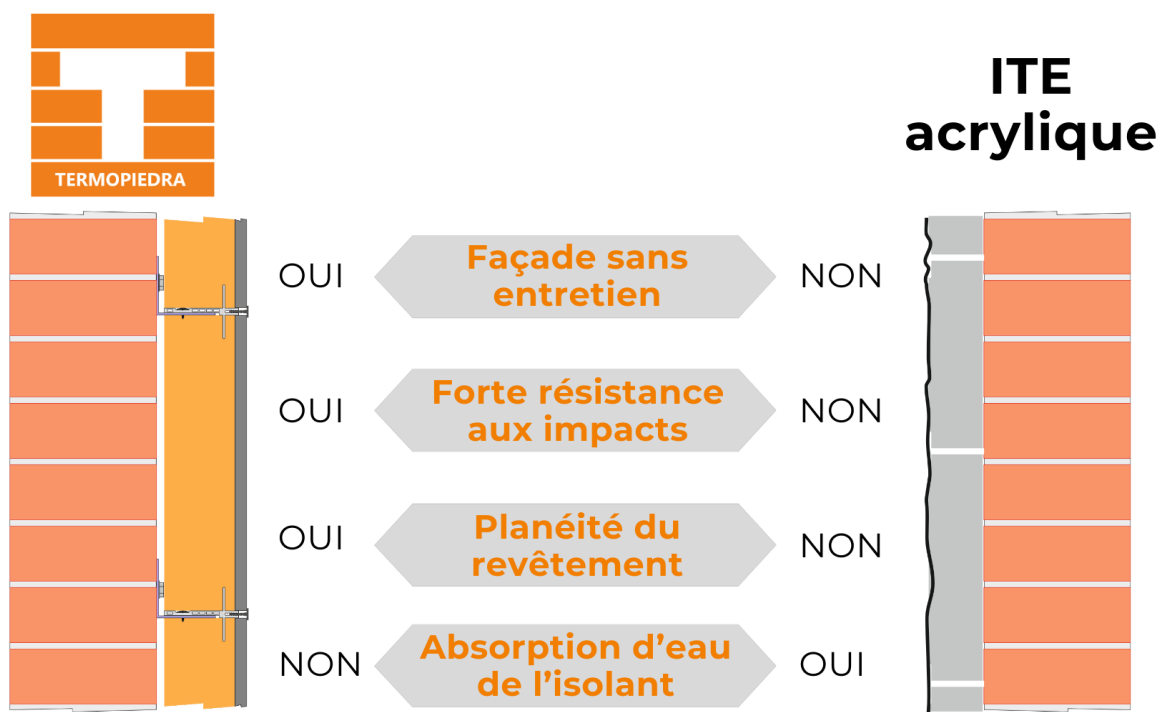 TERMOPIEDRA
ITE
acrylique
OUI
Façade sans
entretien
NON
OUI
Forte résistance
aux impacts
NON
OUI
Planéité du
revêtement
NON
NON
Absorption d’eau
de l’isolant
OUI